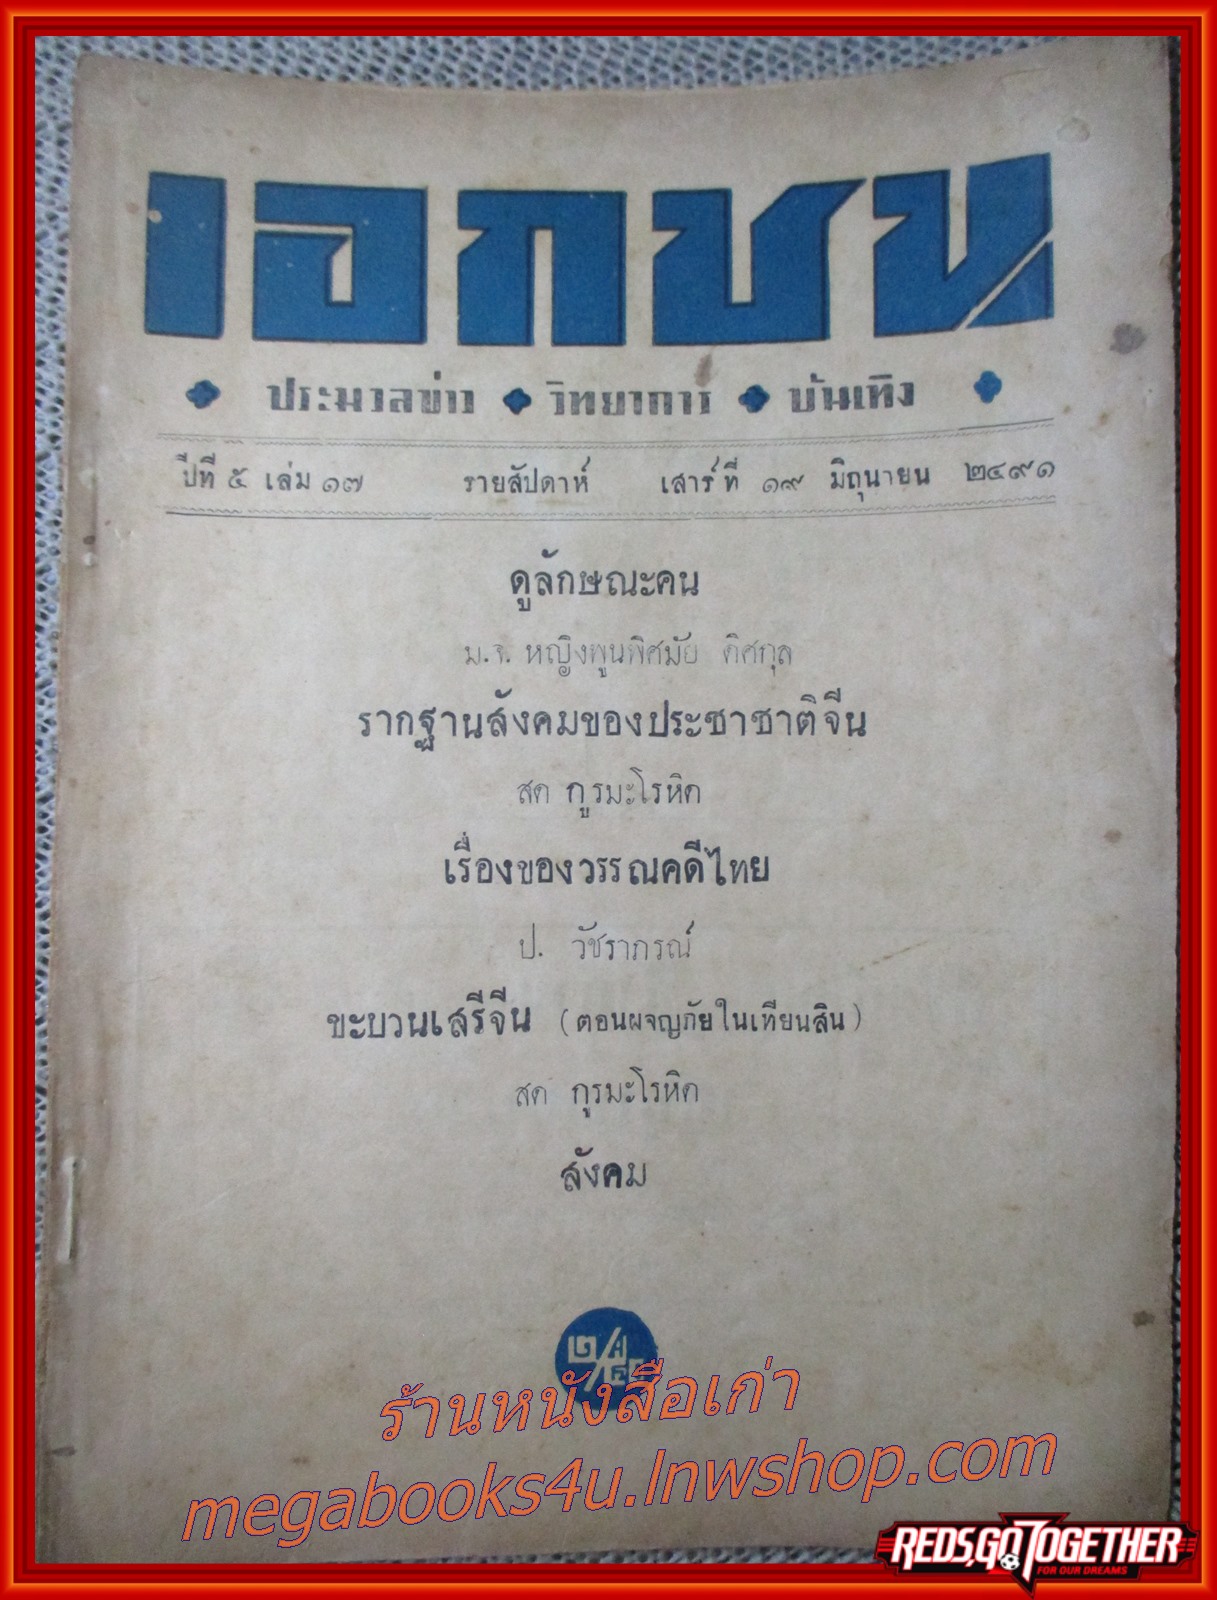 เอกชน
ประมวลข่าว วิทยาการ บันเทิง
ปีที่ ๕ เล่ม ๑๗ รายสัปดาห์ เสาร์ที่ ๑๙ มิถุนายน ๒๔๙๑
ดูลักษณะคน
ม.จ. หญิงพูนพิศมัย ดิศกุล
รากฐานสังคมของประชาชาติจีน
สด กูรมะโรหิต
เรื่องของวรรณคดีไทย
ป. วัชราภรณ์
ขะบวนเสรีจีน (ตอนผจญภัยในเทียนสิน)
สด กูรมะโรหิต
สังคม
๒/
ร้านหนังสือเก่า
megabooks4u.lnwshop.com
REDS,GO TOGETHER
FOR OUR DREAMS